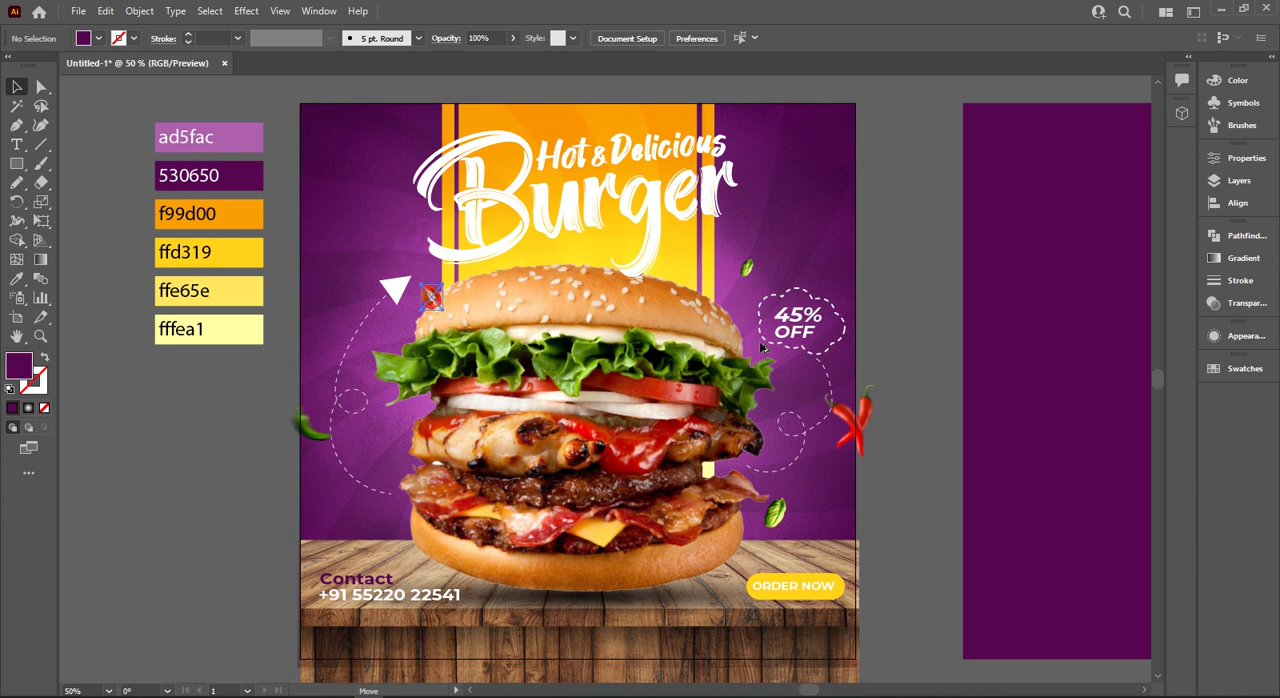 Ai
File Edit Object Type Select Effect View Window Help
No Selection
Stroke:
5 pt. Round
Opacity:
100%
Style:
Document Setup
Preferences
Untitled-1* @ 50 % (RGB/Preview) ×
ad5fac
530650
f99d00
ffd319
ffe65e
fffea1
Hot & Delicious
Burger
45%
OFF
Contact
+91 55220 22541
ORDER NOW
Color
Symbols
Brushes
Properties
Layers
Align
Pathfind...
Gradient
Stroke
Transpar...
Appeara...
Swatches
50%
0°
1
Move